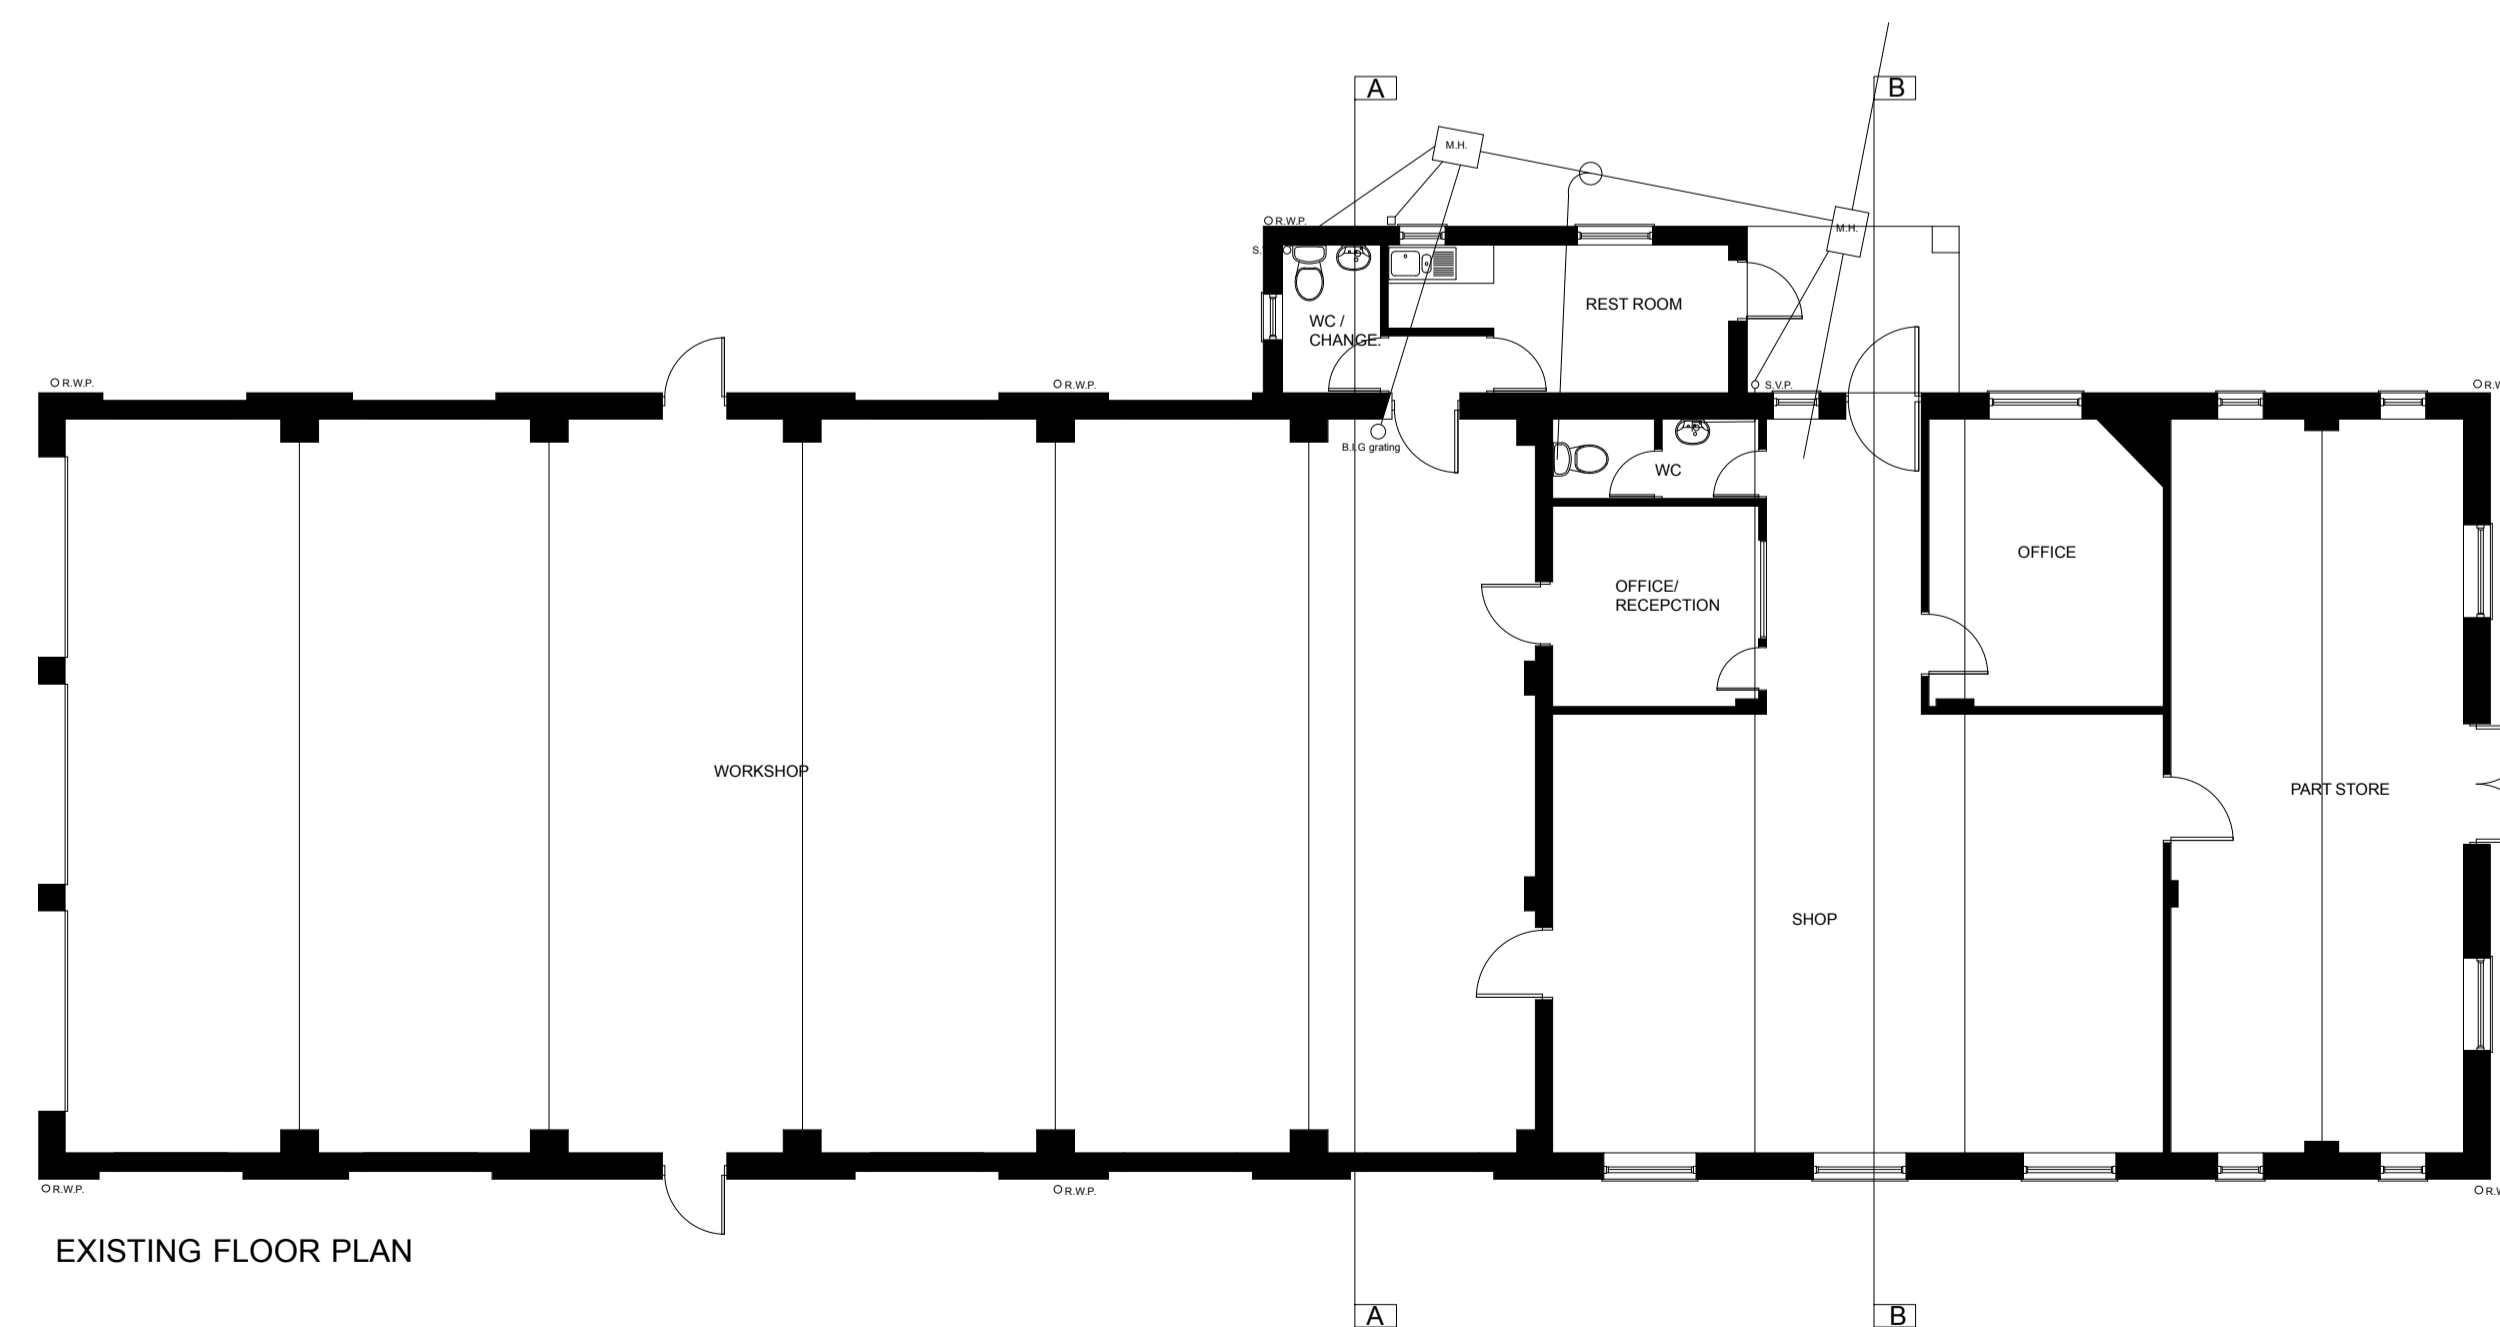 A
B
M.H.
R.W.P.
M.H.
S.
REST ROOM
WC /
CHANGE.
R.W.P.
R.W.P.
S.V.P.
R.W
B.I.G grating
WC
OFFICE
OFFICE/
RECEPCTION
WORKSHOP
PART STORE
SHOP
R.W.P.
R.W.P.
R.W
EXISTING FLOOR PLAN
A
B